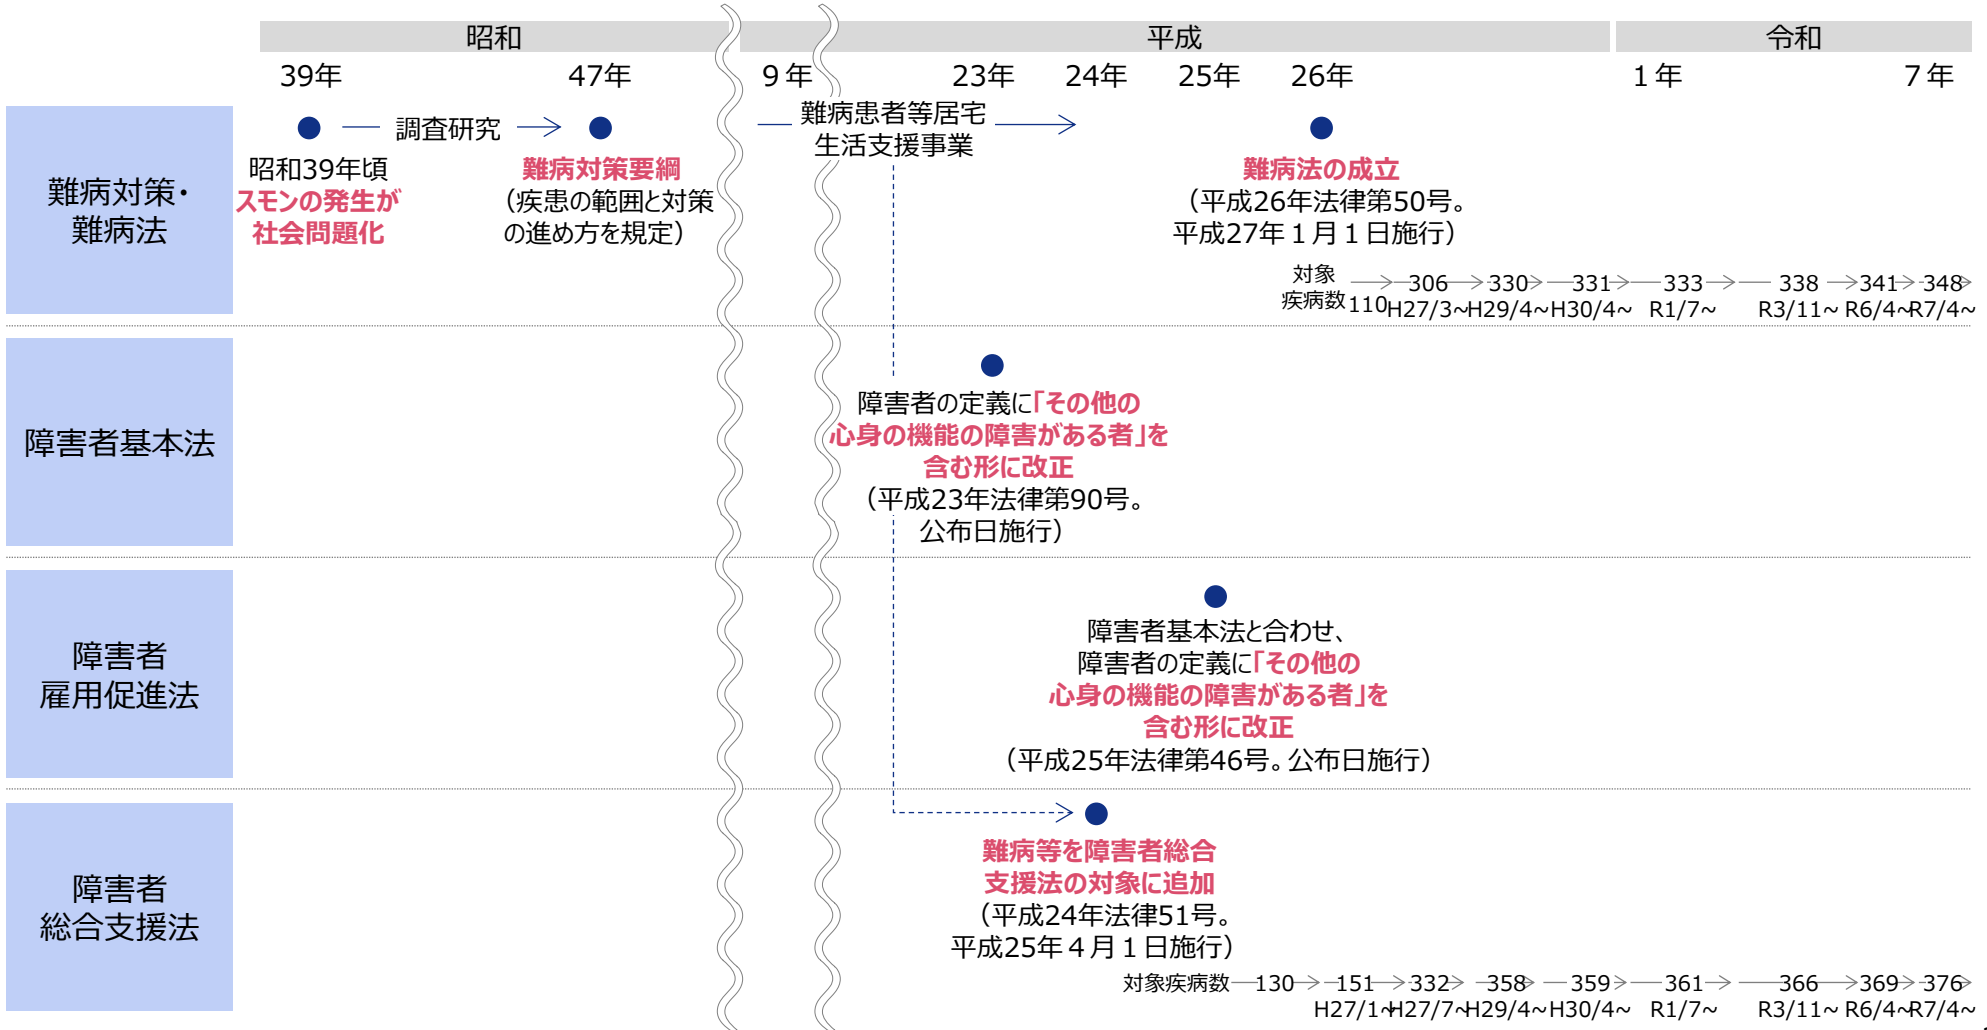 昭和
平成
令和
39年
47年
9年
23年
24年
25年
26年
1年
7年
難病対策・
難病法
調査研究
昭和39年頃
スモンの発生が
社会問題化
難病対策要綱
（疾患の範囲と対策
の進め方を規定）
難病患者等居宅
生活支援事業
難病法の成立
（平成26年法律第50号。
平成27年１月１日施行）
対象
疾病数 110 306 330 331 333 338 341 348
H27/3~ H29/4~ H30/4~ R1/7~ R3/11~ R6/4~ R7/4~
障害者基本法
障害者の定義に「その他の
心身の機能の障害がある者」を
含む形に改正
（平成23年法律第90号。
公布日施行）
障害者
雇用促進法
障害者基本法と合わせ、
障害者の定義に「その他の
心身の機能の障害がある者」を
含む形に改正
（平成25年法律第46号。公布日施行）
障害者
総合支援法
難病等を障害者総合
支援法の対象に追加
（平成24年法律51号。
平成25年４月１日施行）
対象疾病数 130 151 332 358 359 361 366 369 376
H27/1~ H27/7~ H29/4~ H30/4~ R1/7~ R3/11~ R6/4~ R7/4~